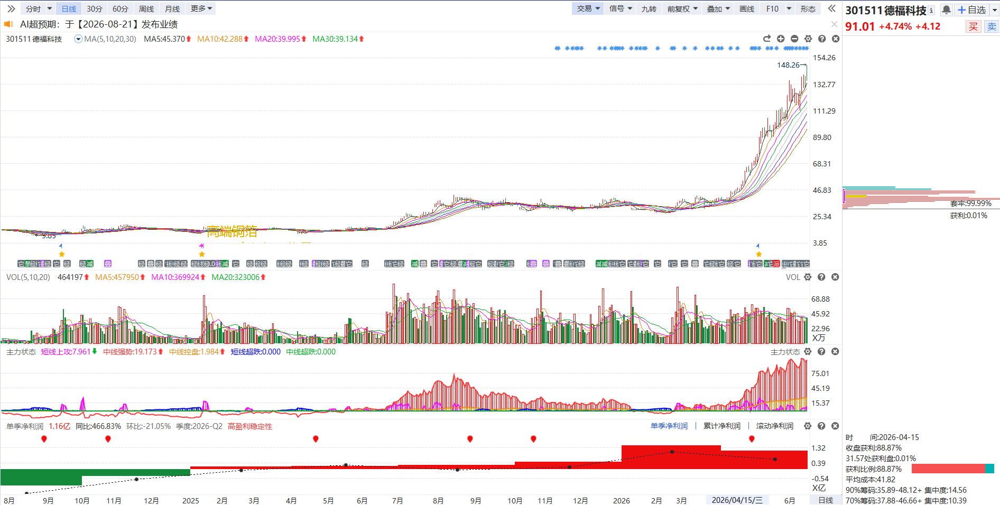 分时 日线 30分 60分 周线 月线 更多 交易 信号 九转 前复权 叠加 画线 F10 形态
301511 德福科技 自选
AI超预期：于【2026-08-21】发布业绩
91.01 +4.74% +4.12 买 卖
301511 德福科技 MA(5,10,20,30) MA5:45.370 MA10:42.288 MA20:39.995 MA30:39.134
154.26
148.26→
132.77
111.29
89.80
68.31
46.83
套牢:99.99%
25.34
获利:0.01%
高端铜箔
9.85
3.85
VOL(5,10,20) 464197 MA5:457950 MA10:369924 MA20:323006 VOL
68.88
45.92
22.96
X万
主力状态 短线上攻:7.961 中线强势:19.173 中线控盘:1.984 短线超跌:0.000 中线超跌:0.000 主力状态
75.01
45.19
15.37
单季净利润 1.16亿 同比:466.83% 环比:-21.05% 季度:2026-Q2 高盈利稳定性 单季净利润 累计净利润 滚动净利润
1.32
0.39
-0.54
X亿
时 间:2026-04-15
收盘获利:88.87%
31.57处获利盘:0.01%
获利比例:88.87%
平均成本:41.82
90%筹码:35.89-48.12+ 集中度:14.56
70%筹码:37.88-46.66+ 集中度:10.39
8月 9月 10月 11月 12月 2025 2月 3月 4月 5月 6月 7月 8月 9月 10月 11月 12月 2026 2月 3月 2026/04/15/三 6月 日线